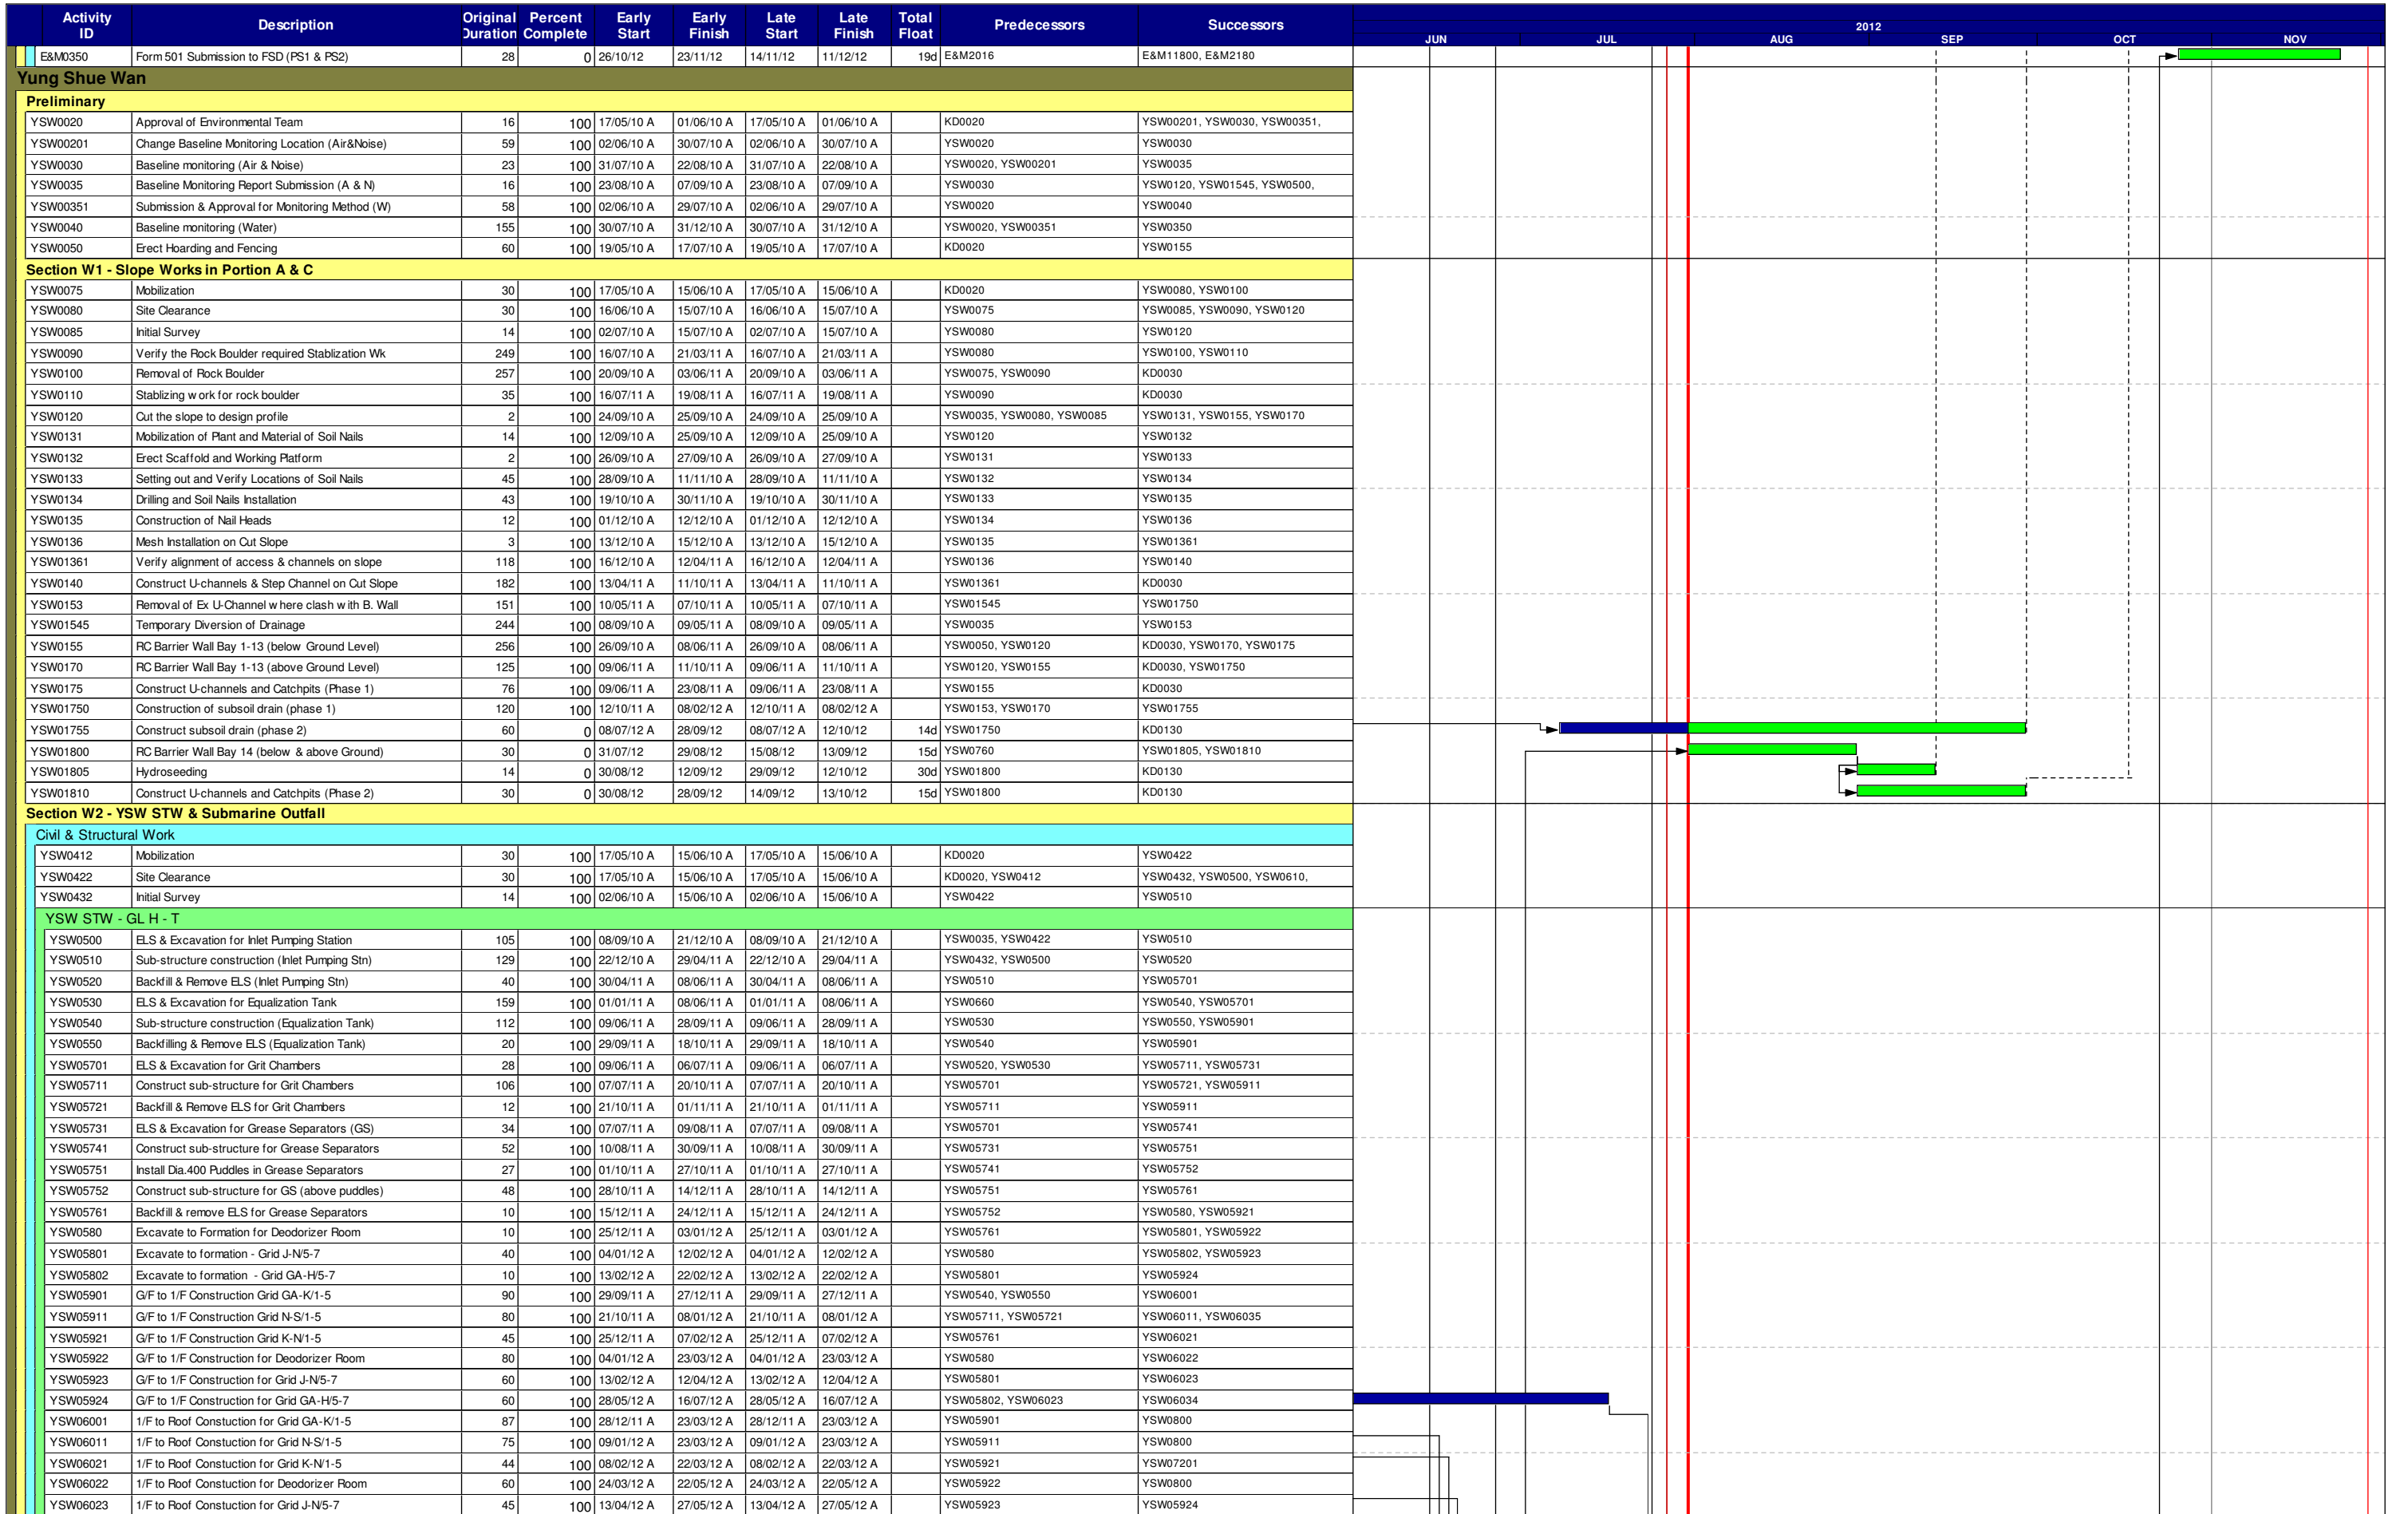 Activity ID Description Original Duration Percent Complete Early Start Early Finish Late Start Late Finish Total Float Predecessors Successors
2012
JUN JUL AUG SEP OCT NOV
E&M0350 Form 501 Submission to FSD (PS1 & PS2) 28 0 26/10/12 23/11/12 14/11/12 11/12/12 19d E&M2016 E&M11800, E&M2180
Yung Shue Wan
Preliminary
YSW0020 Approval of Environmental Team 16 100 17/05/10 A 01/06/10 A 17/05/10 A 01/06/10 A KD0020 YSW00201, YSW0030, YSW00351,
YSW00201 Change Baseline Monitoring Location (Air&Noise) 59 100 02/06/10 A 30/07/10 A 02/06/10 A 30/07/10 A YSW0020 YSW0030
YSW0030 Baseline monitoring (Air & Noise) 23 100 31/07/10 A 22/08/10 A 31/07/10 A 22/08/10 A YSW0020, YSW00201 YSW0035
YSW0035 Baseline Monitoring Report Submission (A & N) 16 100 23/08/10 A 07/09/10 A 23/08/10 A 07/09/10 A YSW0030 YSW0120, YSW01545, YSW0500,
YSW00351 Submission & Approval for Monitoring Method (W) 58 100 02/06/10 A 29/07/10 A 02/06/10 A 29/07/10 A YSW0020 YSW0040
YSW0040 Baseline monitoring (Water) 155 100 30/07/10 A 31/12/10 A 30/07/10 A 31/12/10 A YSW0020, YSW00351 YSW0350
YSW0050 Erect Hoarding and Fencing 60 100 19/05/10 A 17/07/10 A 19/05/10 A 17/07/10 A KD0020 YSW0155
Section W1 - Slope Works in Portion A & C
YSW0075 Mobilization 30 100 17/05/10 A 15/06/10 A 17/05/10 A 15/06/10 A KD0020 YSW0080, YSW0100
YSW0080 Site Clearance 30 100 16/06/10 A 15/07/10 A 16/06/10 A 15/07/10 A YSW0075 YSW0085, YSW0090, YSW0120
YSW0085 Initial Survey 14 100 02/07/10 A 15/07/10 A 02/07/10 A 15/07/10 A YSW0080 YSW0120
YSW0090 Verify the Rock Boulder required Stablization Wk 249 100 16/07/10 A 21/03/11 A 16/07/10 A 21/03/11 A YSW0080 YSW0100, YSW0110
YSW0100 Removal of Rock Boulder 257 100 20/09/10 A 03/06/11 A 20/09/10 A 03/06/11 A YSW0075, YSW0090 KD0030
YSW0110 Stablizing work for rock boulder 35 100 16/07/11 A 19/08/11 A 16/07/11 A 19/08/11 A YSW0090 KD0030
YSW0120 Cut the slope to design profile 2 100 24/09/10 A 25/09/10 A 24/09/10 A 25/09/10 A YSW0035, YSW0080, YSW0085 YSW0131, YSW0155, YSW0170
YSW0131 Mobilization of Plant and Material of Soil Nails 14 100 12/09/10 A 25/09/10 A 12/09/10 A 25/09/10 A YSW0120 YSW0132
YSW0132 Erect Scaffold and Working Platform 2 100 26/09/10 A 27/09/10 A 26/09/10 A 27/09/10 A YSW0131 YSW0133
YSW0133 Setting out and Verify Locations of Soil Nails 45 100 28/09/10 A 11/11/10 A 28/09/10 A 11/11/10 A YSW0132 YSW0134
YSW0134 Drilling and Soil Nails Installation 43 100 19/10/10 A 30/11/10 A 19/10/10 A 30/11/10 A YSW0133 YSW0135
YSW0135 Construction of Nail Heads 12 100 01/12/10 A 12/12/10 A 01/12/10 A 12/12/10 A YSW0134 YSW0136
YSW0136 Mesh Installation on Cut Slope 3 100 13/12/10 A 15/12/10 A 13/12/10 A 15/12/10 A YSW0135 YSW01361
YSW01361 Verify alignment of access & channels on slope 118 100 16/12/10 A 12/04/11 A 16/12/10 A 12/04/11 A YSW0136 YSW0140
YSW0140 Construct U-channels & Step Channel on Cut Slope 182 100 13/04/11 A 11/10/11 A 13/04/11 A 11/10/11 A YSW01361 KD0030
YSW0153 Removal of Ex U-Channel where clash with B. Wall 151 100 10/05/11 A 07/10/11 A 10/05/11 A 07/10/11 A YSW01545 YSW01750
YSW01545 Temporary Diversion of Drainage 244 100 08/09/10 A 09/05/11 A 08/09/10 A 09/05/11 A YSW0035 YSW0153
YSW0155 RC Barrier Wall Bay 1-13 (below Ground Level) 256 100 26/09/10 A 08/06/11 A 26/09/10 A 08/06/11 A YSW0050, YSW0120 KD0030, YSW0170, YSW0175
YSW0170 RC Barrier Wall Bay 1-13 (above Ground Level) 125 100 09/06/11 A 11/10/11 A 09/06/11 A 11/10/11 A YSW0120, YSW0155 KD0030, YSW01750
YSW0175 Construct U-channels and Catchpits (Phase 1) 76 100 09/06/11 A 23/08/11 A 09/06/11 A 23/08/11 A YSW0155 KD0030
YSW01750 Construction of subsoil drain (phase 1) 120 100 12/10/11 A 08/02/12 A 12/10/11 A 08/02/12 A YSW0153, YSW0170 YSW01755
YSW01755 Construct subsoil drain (phase 2) 60 0 08/07/12 A 28/09/12 08/07/12 A 12/10/12 14d YSW01750 KD0130
YSW01800 RC Barrier Wall Bay 14 (below & above Ground) 30 0 31/07/12 29/08/12 15/08/12 13/09/12 15d YSW0760 YSW01805, YSW01810
YSW01805 Hydroseeding 14 0 30/08/12 12/09/12 29/09/12 12/10/12 30d YSW01800 KD0130
YSW01810 Construct U-channels and Catchpits (Phase 2) 30 0 30/08/12 28/09/12 14/09/12 13/10/12 15d YSW01800 KD0130
Section W2 - YSW STW & Submarine Outfall
Civil & Structural Work
YSW0412 Mobilization 30 100 17/05/10 A 15/06/10 A 17/05/10 A 15/06/10 A KD0020 YSW0422
YSW0422 Site Clearance 30 100 17/05/10 A 15/06/10 A 17/05/10 A 15/06/10 A KD0020, YSW0412 YSW0432, YSW0500, YSW0610,
YSW0432 Initial Survey 14 100 02/06/10 A 15/06/10 A 02/06/10 A 15/06/10 A YSW0422 YSW0510
YSW STW - GL H - T
YSW0500 ELS & Excavation for Inlet Pumping Station 105 100 08/09/10 A 21/12/10 A 08/09/10 A 21/12/10 A YSW0035, YSW0422 YSW0510
YSW0510 Sub-structure construction (Inlet Pumping Stn) 129 100 22/12/10 A 29/04/11 A 22/12/10 A 29/04/11 A YSW0432, YSW0500 YSW0520
YSW0520 Backfill & Remove ELS (Inlet Pumping Stn) 40 100 30/04/11 A 08/06/11 A 30/04/11 A 08/06/11 A YSW0510 YSW05701
YSW0530 ELS & Excavation for Equalization Tank 159 100 01/01/11 A 08/06/11 A 01/01/11 A 08/06/11 A YSW0660 YSW0540, YSW05701
YSW0540 Sub-structure construction (Equalization Tank) 112 100 09/06/11 A 28/09/11 A 09/06/11 A 28/09/11 A YSW0530 YSW0550, YSW05901
YSW0550 Backfilling & Remove ELS (Equalization Tank) 20 100 29/09/11 A 18/10/11 A 29/09/11 A 18/10/11 A YSW0540 YSW05901
YSW05701 ELS & Excavation for Grit Chambers 28 100 09/06/11 A 06/07/11 A 09/06/11 A 06/07/11 A YSW0520, YSW0530 YSW05711, YSW05731
YSW05711 Construct sub-structure for Grit Chambers 106 100 07/07/11 A 20/10/11 A 07/07/11 A 20/10/11 A YSW05701 YSW05721, YSW05911
YSW05721 Backfill & Remove ELS for Grit Chambers 12 100 21/10/11 A 01/11/11 A 21/10/11 A 01/11/11 A YSW05711 YSW05911
YSW05731 ELS & Excavation for Grease Separators (GS) 34 100 07/07/11 A 09/08/11 A 07/07/11 A 09/08/11 A YSW05701 YSW05741
YSW05741 Construct sub-structure for Grease Separators 52 100 10/08/11 A 30/09/11 A 10/08/11 A 30/09/11 A YSW05731 YSW05751
YSW05751 Install Dia.400 Puddles in Grease Separators 27 100 01/10/11 A 27/10/11 A 01/10/11 A 27/10/11 A YSW05741 YSW05752
YSW05752 Construct sub-structure for GS (above puddles) 48 100 28/10/11 A 14/12/11 A 28/10/11 A 14/12/11 A YSW05751 YSW05761
YSW05761 Backfill & remove ELS for Grease Separators 10 100 15/12/11 A 24/12/11 A 15/12/11 A 24/12/11 A YSW05752 YSW0580, YSW05921
YSW0580 Excavate to Formation for Deodorizer Room 10 100 25/12/11 A 03/01/12 A 25/12/11 A 03/01/12 A YSW05761 YSW05801, YSW05922
YSW05801 Excavate to formation - Grid J-N/5-7 40 100 04/01/12 A 12/02/12 A 04/01/12 A 12/02/12 A YSW0580 YSW05802, YSW05923
YSW05802 Excavate to formation - Grid GA-H/5-7 10 100 13/02/12 A 22/02/12 A 13/02/12 A 22/02/12 A YSW05801 YSW05924
YSW05901 G/F to 1/F Construction Grid GA-K/1-5 90 100 29/09/11 A 27/12/11 A 29/09/11 A 27/12/11 A YSW0540, YSW0550 YSW06001
YSW05911 G/F to 1/F Construction Grid N-S/1-5 80 100 21/10/11 A 08/01/12 A 21/10/11 A 08/01/12 A YSW05711, YSW05721 YSW06011, YSW06035
YSW05921 G/F to 1/F Construction Grid K-N/1-5 45 100 25/12/11 A 07/02/12 A 25/12/11 A 07/02/12 A YSW05761 YSW06021
YSW05922 G/F to 1/F Construction for Deodorizer Room 80 100 04/01/12 A 23/03/12 A 04/01/12 A 23/03/12 A YSW0580 YSW06022
YSW05923 G/F to 1/F Construction for Grid J-N/5-7 60 100 13/02/12 A 12/04/12 A 13/02/12 A 12/04/12 A YSW05801 YSW06023
YSW05924 G/F to 1/F Construction for Grid GA-H/5-7 60 100 28/05/12 A 16/07/12 A 28/05/12 A 16/07/12 A YSW05802, YSW06023 YSW06034
YSW06001 1/F to Roof Constuction for Grid GA-K/1-5 87 100 28/12/11 A 23/03/12 A 28/12/11 A 23/03/12 A YSW05901 YSW0800
YSW06011 1/F to Roof Constuction for Grid N-S/1-5 75 100 09/01/12 A 23/03/12 A 09/01/12 A 23/03/12 A YSW05911 YSW0800
YSW06021 1/F to Roof Constuction for Grid K-N/1-5 44 100 08/02/12 A 22/03/12 A 08/02/12 A 22/03/12 A YSW05921 YSW07201
YSW06022 1/F to Roof Constuction for Deodorizer Room 60 100 24/03/12 A 22/05/12 A 24/03/12 A 22/05/12 A YSW05922 YSW0800
YSW06023 1/F to Roof Constuction for Grid J-N/5-7 45 100 13/04/12 A 27/05/12 A 13/04/12 A 27/05/12 A YSW05923 YSW05924